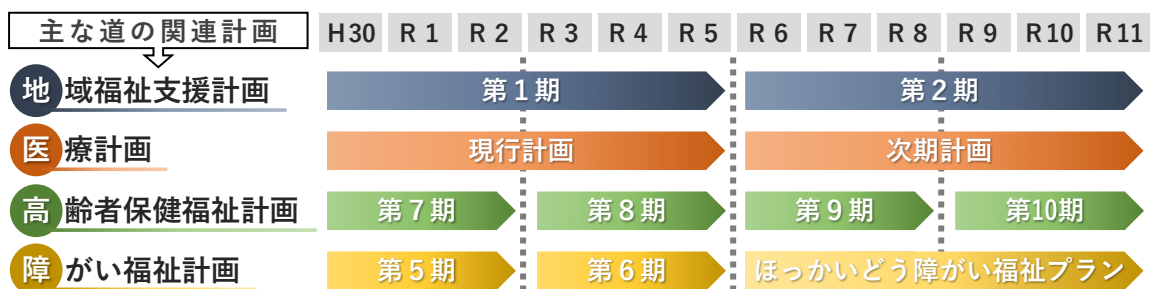 主な道の関連計画 H30 R1 R2 R3 R4 R5 R6 R7 R8 R9 R10 R11
地域福祉支援計画 第1期 第2期
医療計画 現行計画 次期計画
高齢者保健福祉計画 第7期 第8期 第9期 第10期
障がい福祉計画 第5期 第6期 ほっかいどう障がい福祉プラン